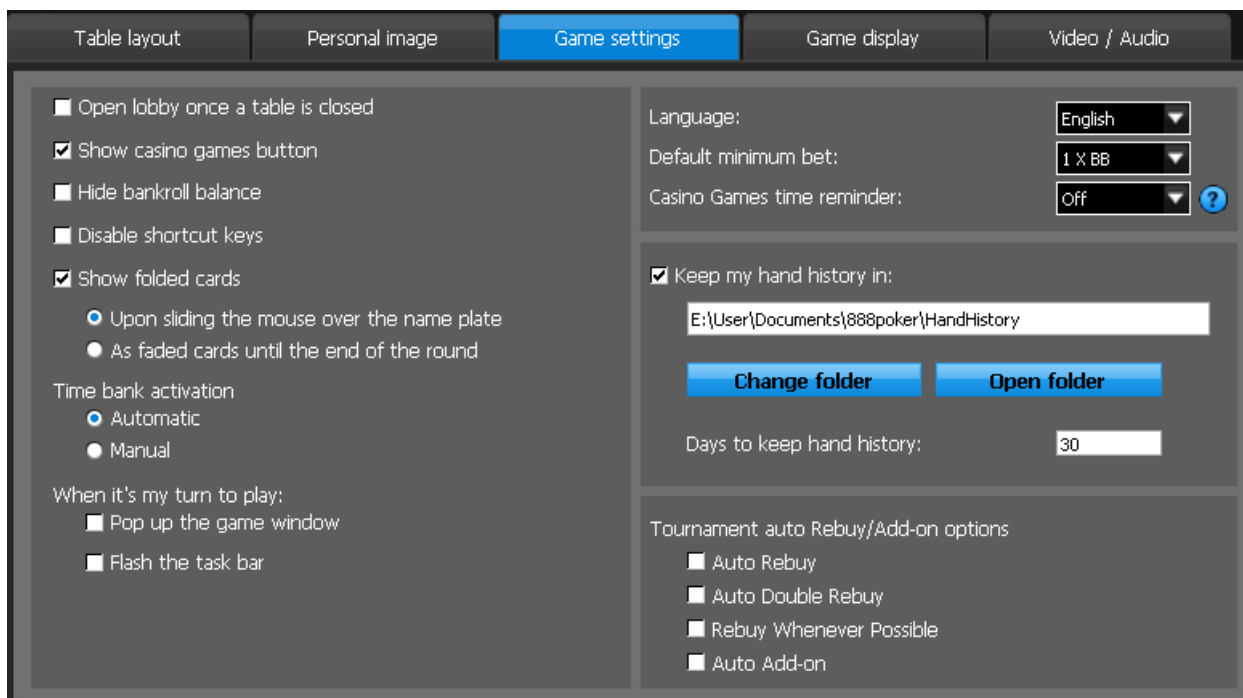 Table layout
Personal image
Game settings
Game display
Video / Audio
Open lobby once a table is closed
Show casino games button
Hide bankroll balance
Disable shortcut keys
Show folded cards
Upon sliding the mouse over the name plate
As faded cards until the end of the round
Time bank activation
Automatic
Manual
When it's my turn to play:
Pop up the game window
Flash the task bar
Language:
English
Default minimum bet:
1 X BB
Casino Games time reminder:
Off
?
Keep my hand history in:
E:\User\Documents\888poker\HandHistory
Change folder
Open folder
Days to keep hand history:
30
Tournament auto Rebuy/Add-on options
Auto Rebuy
Auto Double Rebuy
Rebuy Whenever Possible
Auto Add-on